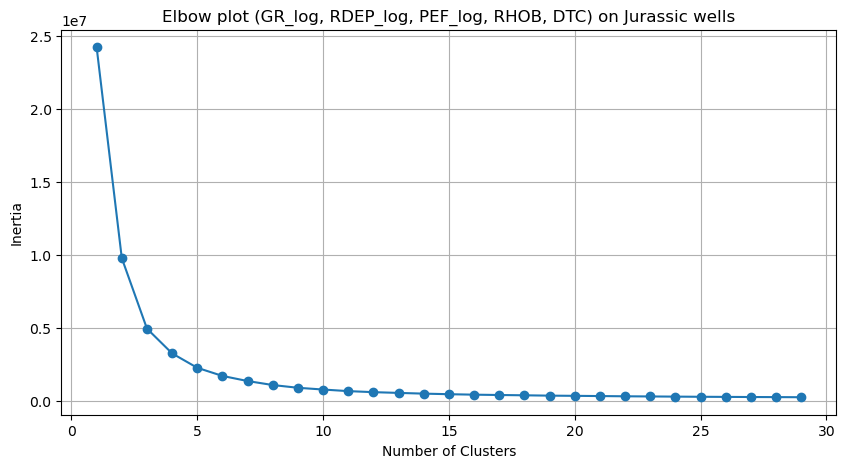 Elbow plot (GR_log, RDEP_log, PEF_log, RHOB, DTC) on Jurassic wells
1e7
2.5
2.0
1.5
1.0
0.5
0.0
Inertia
0 5 10 15 20 25 30
Number of Clusters